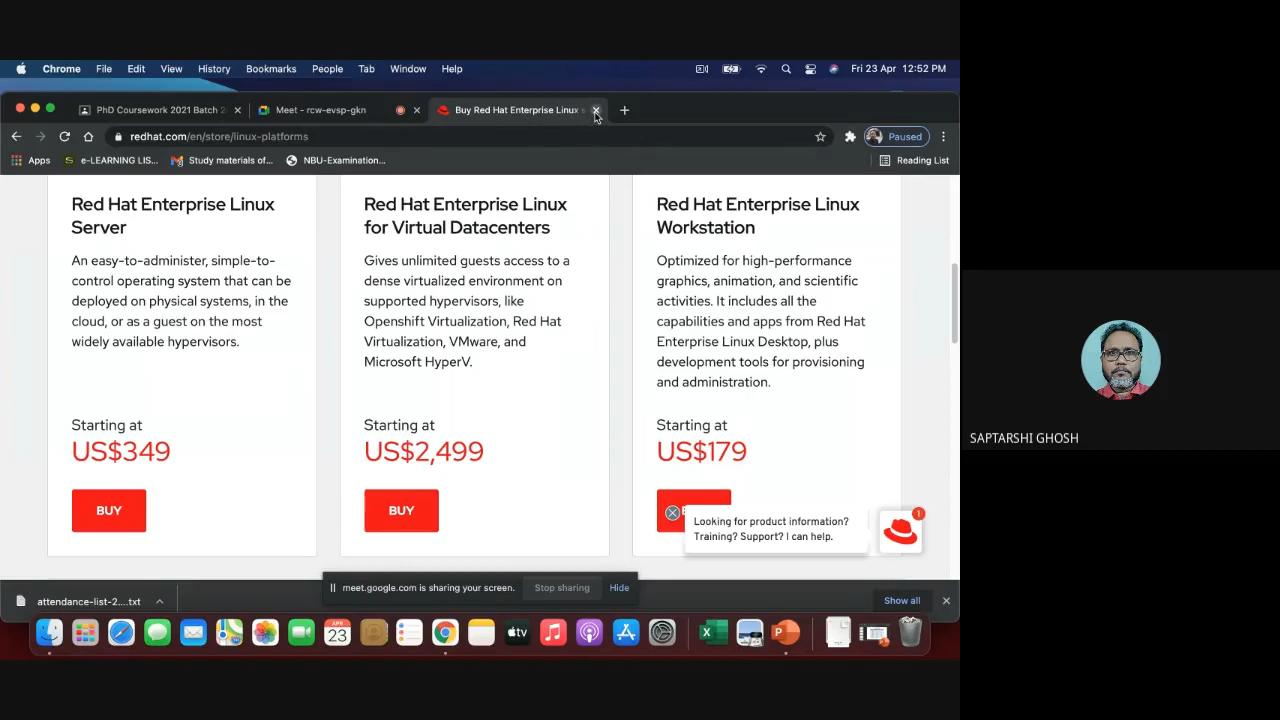 Chrome File Edit View History Bookmarks People Tab Window Help Fri 23 Apr 12:52 PM
PhD Coursework 2021 Batch 2 Meet - rcw-evsp-gkn Buy Red Hat Enterprise Linux s
redhat.com/en/store/linux-platforms Paused
Apps e-LEARNING LIS... Study materials of... NBU-Examination... Reading List
Red Hat Enterprise Linux
Server
An easy-to-administer, simple-to-
control operating system that can be
deployed on physical systems, in the
cloud, or as a guest on the most
widely available hypervisors.
Starting at
US$349
BUY
Red Hat Enterprise Linux
for Virtual Datacenters
Gives unlimited guests access to a
dense virtualized environment on
supported hypervisors, like
Openshift Virtualization, Red Hat
Virtualization, VMware, and
Microsoft HyperV.
Starting at
US$2,499
BUY
Red Hat Enterprise Linux
Workstation
Optimized for high-performance
graphics, animation, and scientific
activities. It includes all the
capabilities and apps from Red Hat
Enterprise Linux Desktop, plus
development tools for provisioning
and administration.
Starting at
US$179
Looking for product information?
Training? Support? I can help.
1
meet.google.com is sharing your screen. Stop sharing Hide
attendance-list-2....txt Show all
APR
23
tv
X P
SAPTARSHI GHOSH